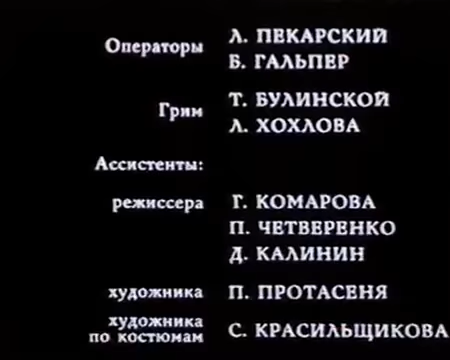 Операторы Л. ПЕКАРСКИЙ
Б. ГАЛЬПЕР
Грим Т. БУЛИНСКОЙ
Л. ХОХЛОВА
Ассистенты:
режиссера Г. КОМАРОВА
П. ЧЕТВЕРЕНКО
Д. КАЛИНИН
художника П. ПРОТАСЕНЯ
художника
по костюмам С. КРАСИЛЬЩИКОВА